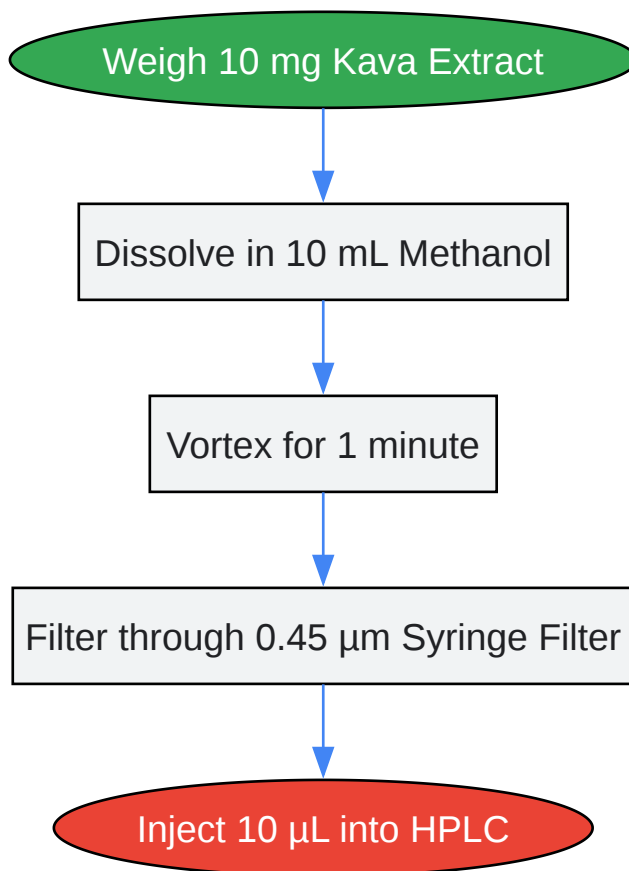 Weigh 10 mg Kava Extract
Dissolve in 10 mL Methanol
Vortex for 1 minute
Filter through 0.45 µm Syringe Filter
Inject 10 µL into HPLC